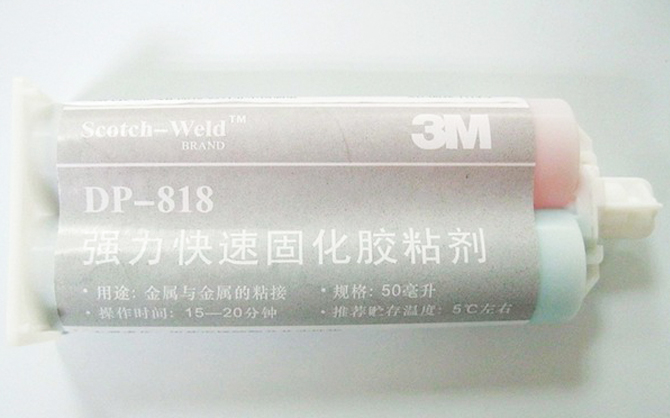 Scotch-Weld™
BRAND
3M
DP-818
强力快速固化胶粘剂
·用途: 金属与金属的粘接
·规格: 50毫升
·操作时间: 15—20分钟
·推荐贮存温度: 5℃左右